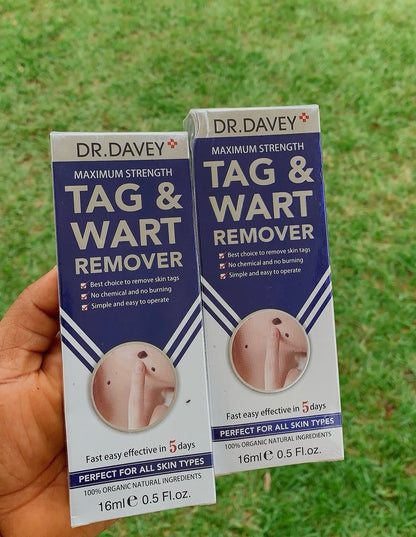 DR.DAVEY
MAXIMUM STRENGTH
TAG &
WART
REMOVER
Best choice to remove skin tags
No chemical and no burning
Simple and easy to operate
Fast easy effective in 5 days
PERFECT FOR ALL SKIN TYPES
100% ORGANIC NATURAL INGREDIENTS
16ml℮ 0.5 Fl.oz.
DR.DAVEY
MAXIMUM STRENGTH
TAG &
WART
REMOVER
Best choice to remove skin tags
No chemical and no burning
Simple and easy to operate
Fast easy effective in 5 days
PERFECT FOR ALL SKIN TYPES
100% ORGANIC NATURAL INGREDIENTS
16ml℮ 0.5 Fl.oz.